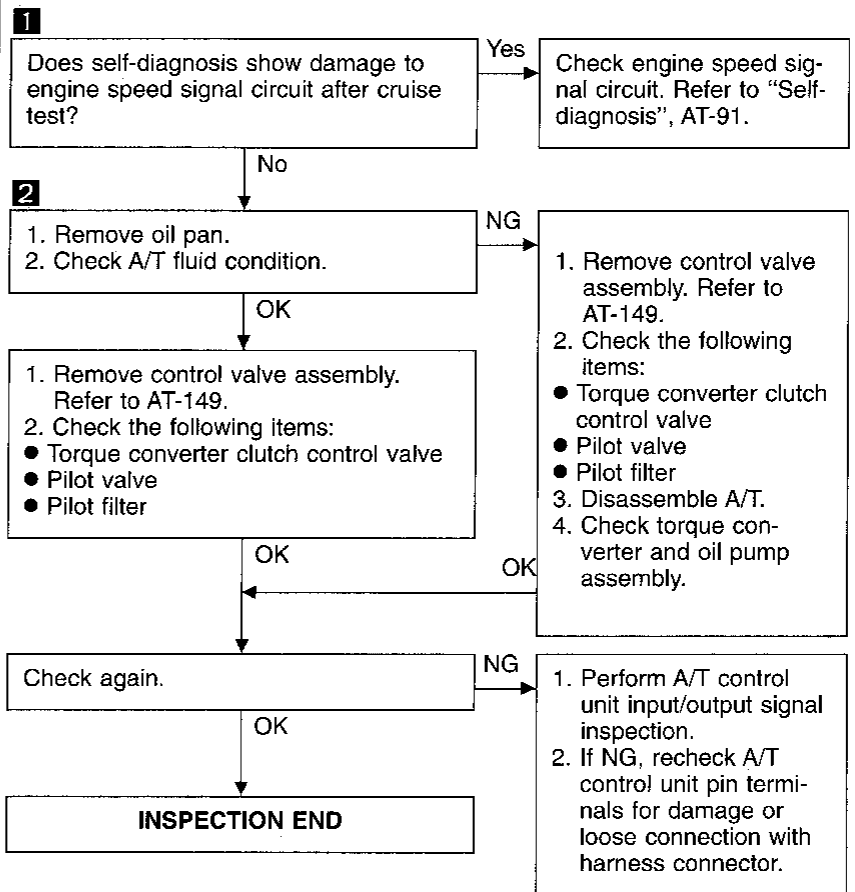 1
Does self-diagnosis show damage to
engine speed signal circuit after cruise
test?
Yes
Check engine speed sig-
nal circuit. Refer to “Self-
diagnosis”, AT-91.
No
2
1. Remove oil pan.
2. Check A/T fluid condition.
NG
1. Remove control valve
assembly. Refer to
AT-149.
2. Check the following
items:
● Torque converter clutch
control valve
● Pilot valve
● Pilot filter
3. Disassemble A/T.
4. Check torque con-
verter and oil pump
assembly.
OK
1. Remove control valve assembly.
Refer to AT-149.
2. Check the following items:
● Torque converter clutch control valve
● Pilot valve
● Pilot filter
OK
OK
Check again.
NG
1. Perform A/T control
unit input/output signal
inspection.
2. If NG, recheck A/T
control unit pin termi-
nals for damage or
loose connection with
harness connector.
OK
INSPECTION END